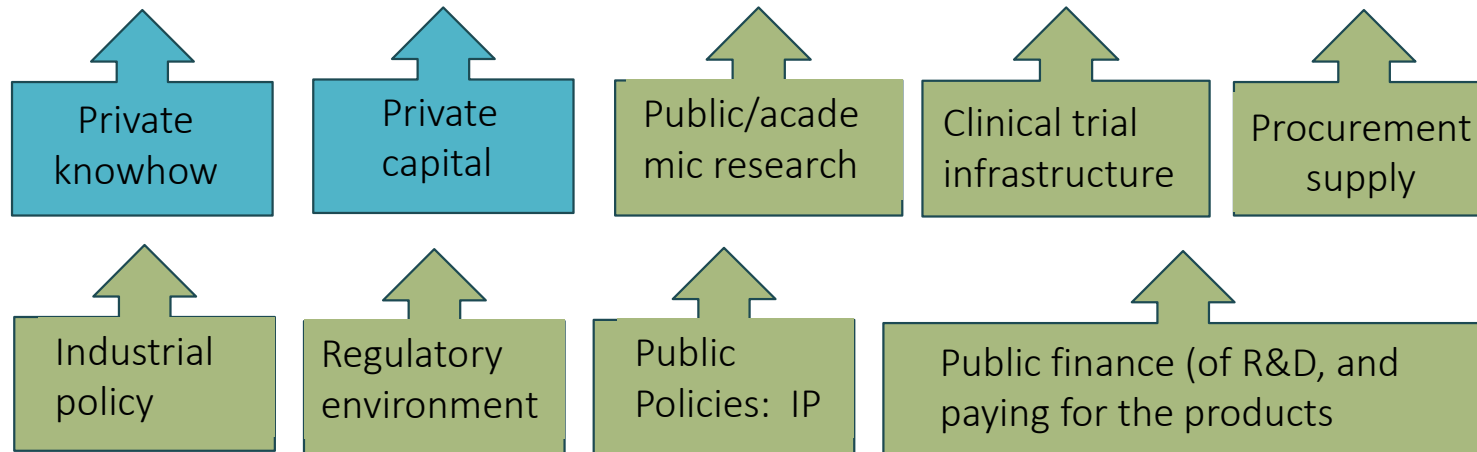 Private
knowhow
Private
capital
Public/acade
mic research
Clinical trial
infrastructure
Procurement
supply
Industrial
policy
Regulatory
environment
Public
Policies:  IP
Public finance (of R&D, and
paying for the products